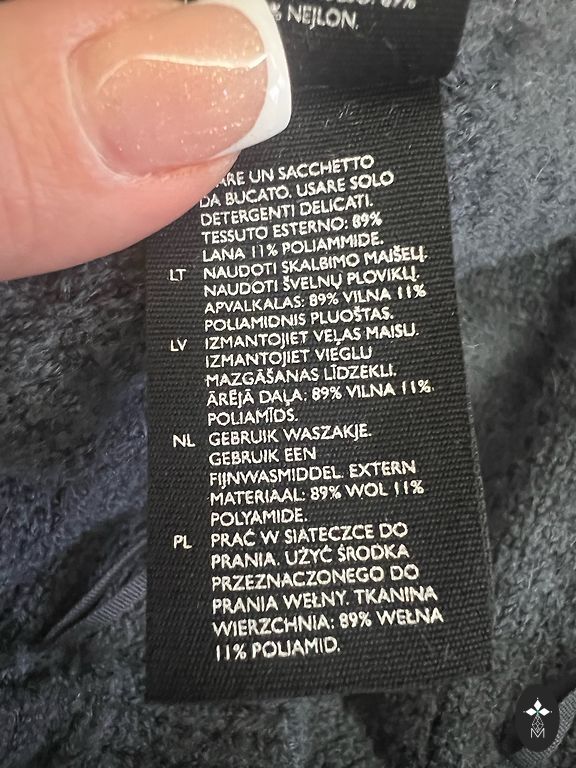 NEJLON.
UN SACCHETTO
DA BUCATO. USARE SOLO
DETERGENTI DELICATI.
TESSUTO ESTERNO: 89%
LANA 11% POLIAMMIDE.
LT NAUDOTI SKALBIMO MAIŠELĮ.
NAUDOTI ŠVELNŲ PLOVIKLĮ.
APVALKALAS: 89% VILNA 11%
POLIAMIDNIS PLUOŠTAS.
LV IZMANTOJIET VEĻAS MAISU.
IZMANTOJIET VIEGLU
MAZGĀŠANAS LĪDZEKLI.
ĀRĒJĀ DAĻA: 89% VILNA 11%
POLIAMĪDS.
NL GEBRUIK WASZAKJE.
GEBRUIK EEN
FIJNWASMIDDEL. EXTERN
MATERIAAL: 89% WOL 11%
POLYAMIDE.
PL PRAĆ W SIATECZCE DO
PRANIA. UŻYĆ ŚRODKA
PRZEZNACZONEGO DO
PRANIA WEŁNY. TKANINA
WIERZCHNIA: 89% WEŁNA
11% POLIAMID.
M